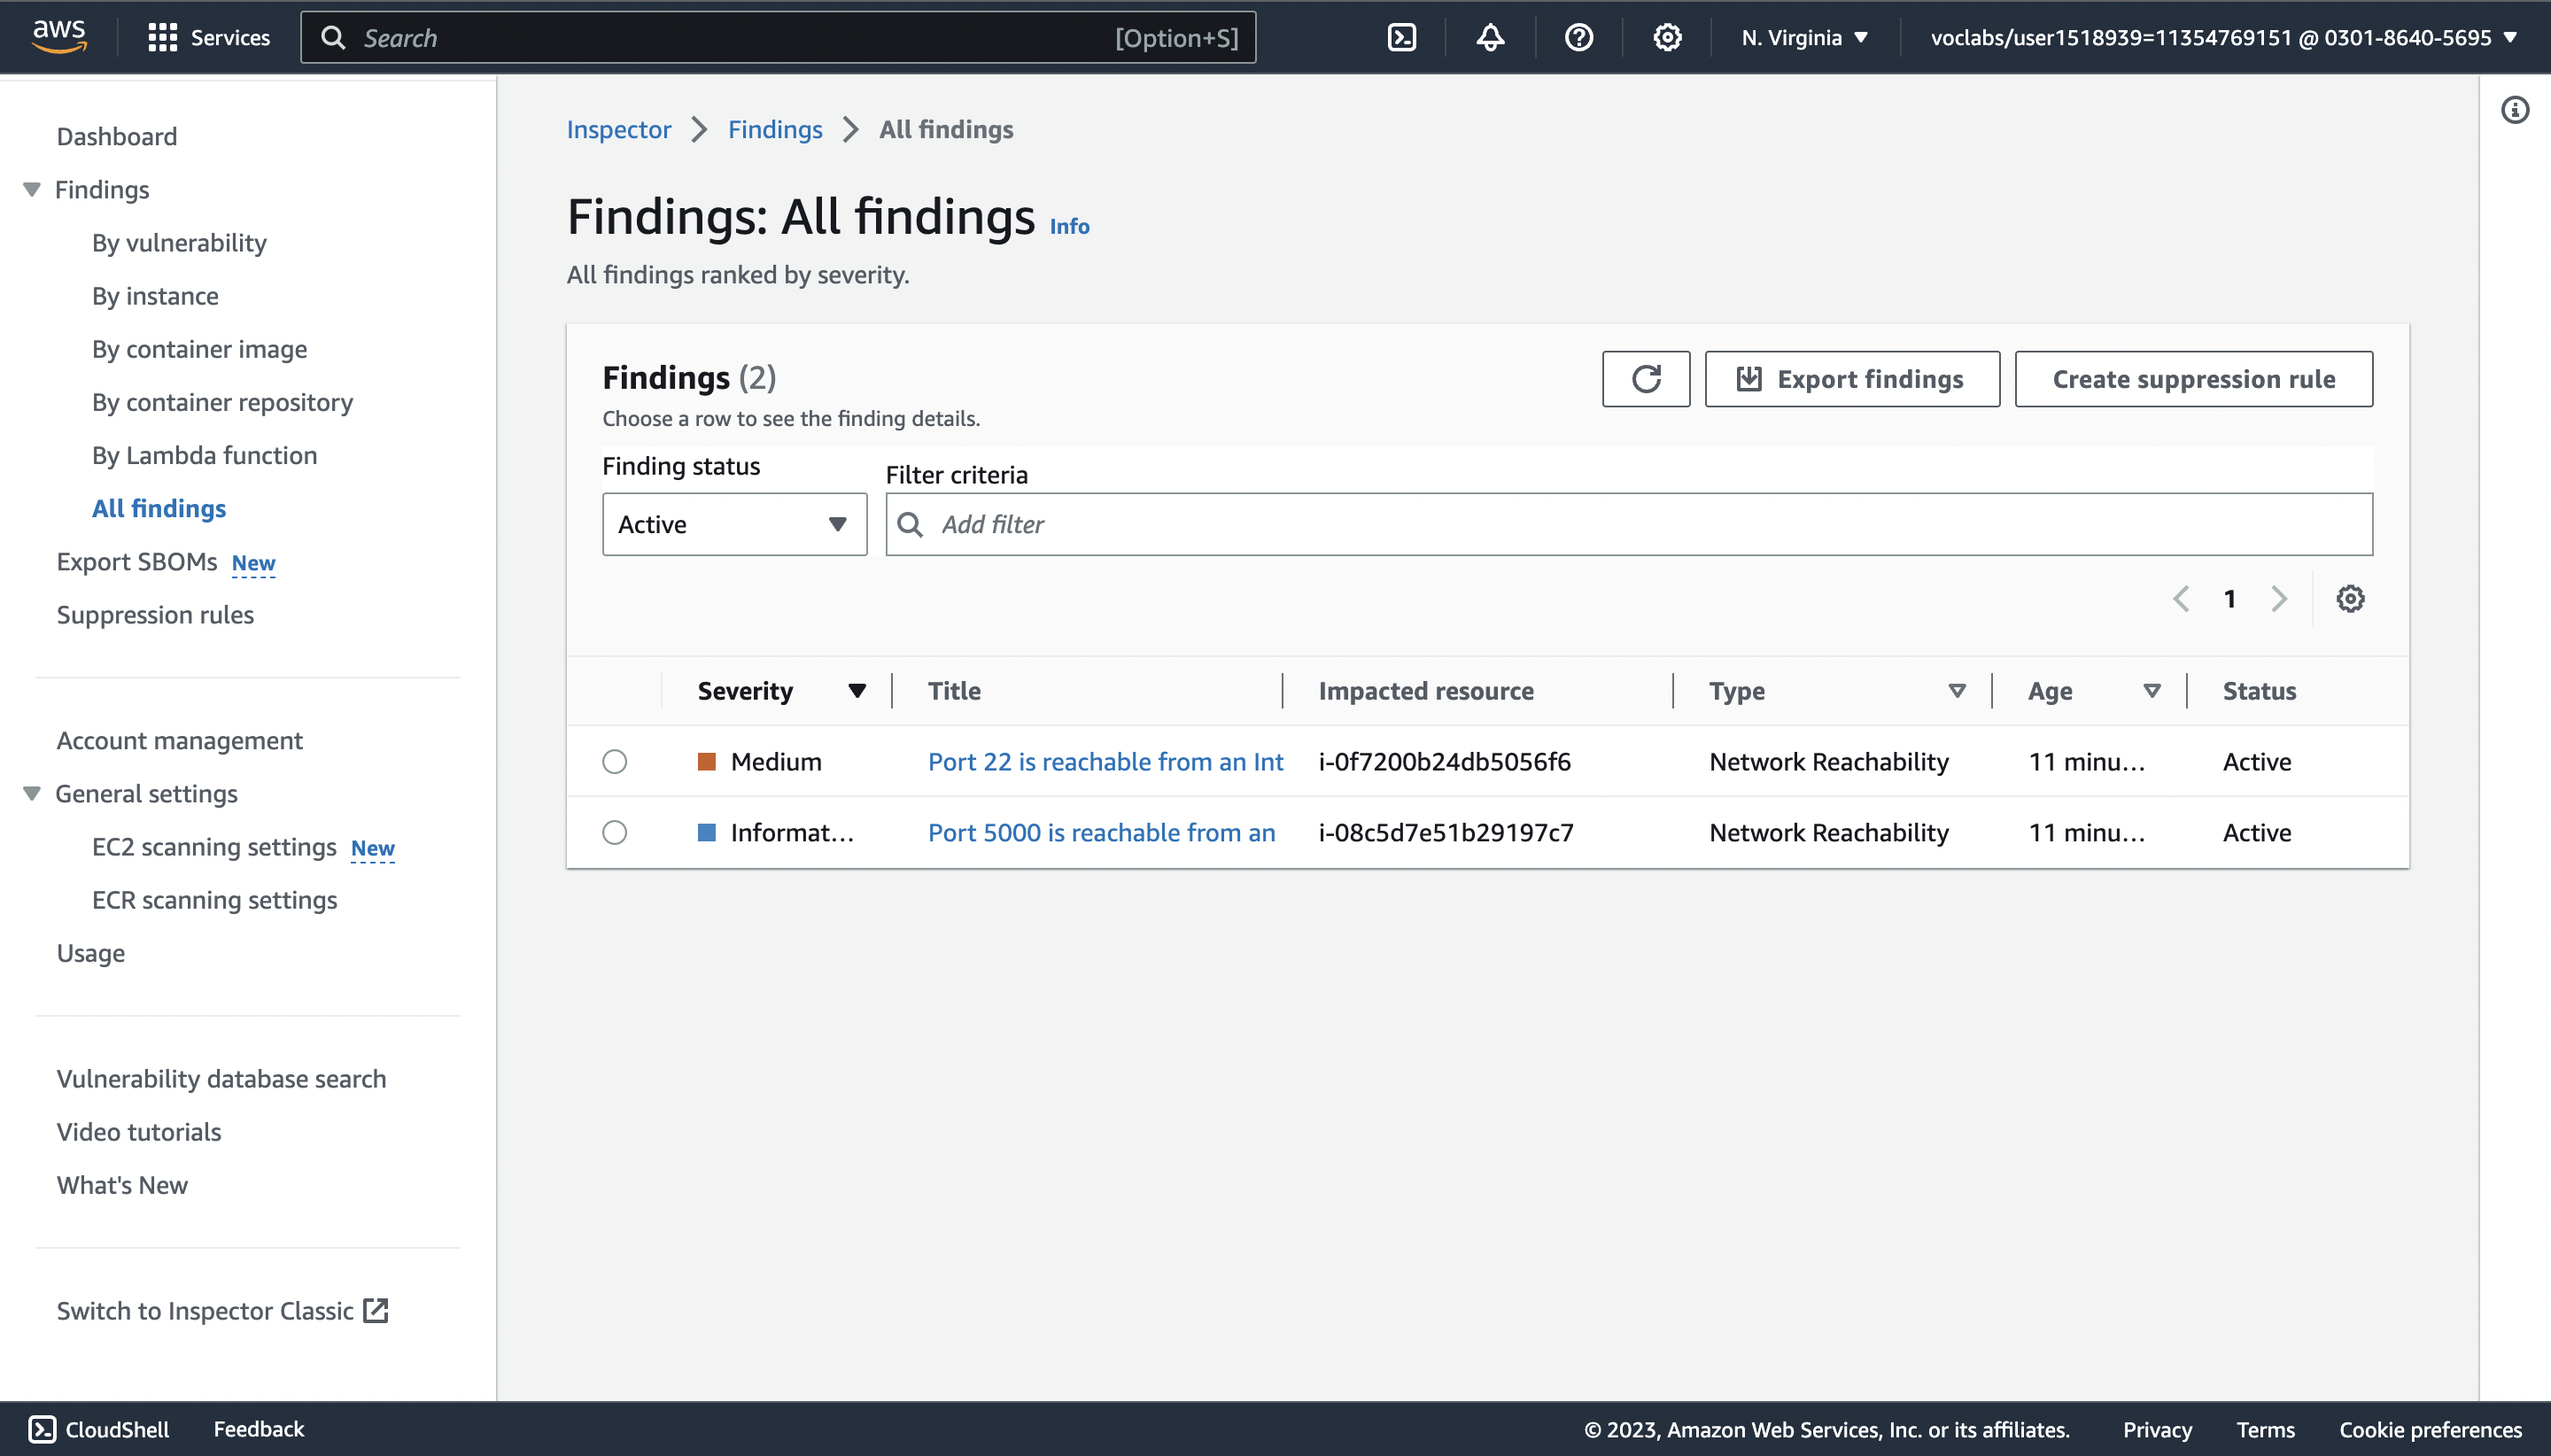 aws Services Search [Option+S] N. Virginia voclabs/user1518939=11354769151 @ 0301-8640-5695
Dashboard
Findings
By vulnerability
By instance
By container image
By container repository
By Lambda function
All findings
Export SBOMs New
Suppression rules
Account management
General settings
EC2 scanning settings New
ECR scanning settings
Usage
Vulnerability database search
Video tutorials
What's New
Switch to Inspector Classic
Inspector Findings All findings
Findings: All findings Info
All findings ranked by severity.
Findings (2)
Choose a row to see the finding details.
Export findings
Create suppression rule
Finding status
Active
Filter criteria
Add filter
1
Severity Title Impacted resource Type Age Status
Medium Port 22 is reachable from an Int i-0f7200b24db5056f6 Network Reachability 11 minu... Active
Informat... Port 5000 is reachable from an i-08c5d7e51b29197c7 Network Reachability 11 minu... Active
CloudShell Feedback © 2023, Amazon Web Services, Inc. or its affiliates. Privacy Terms Cookie preferences